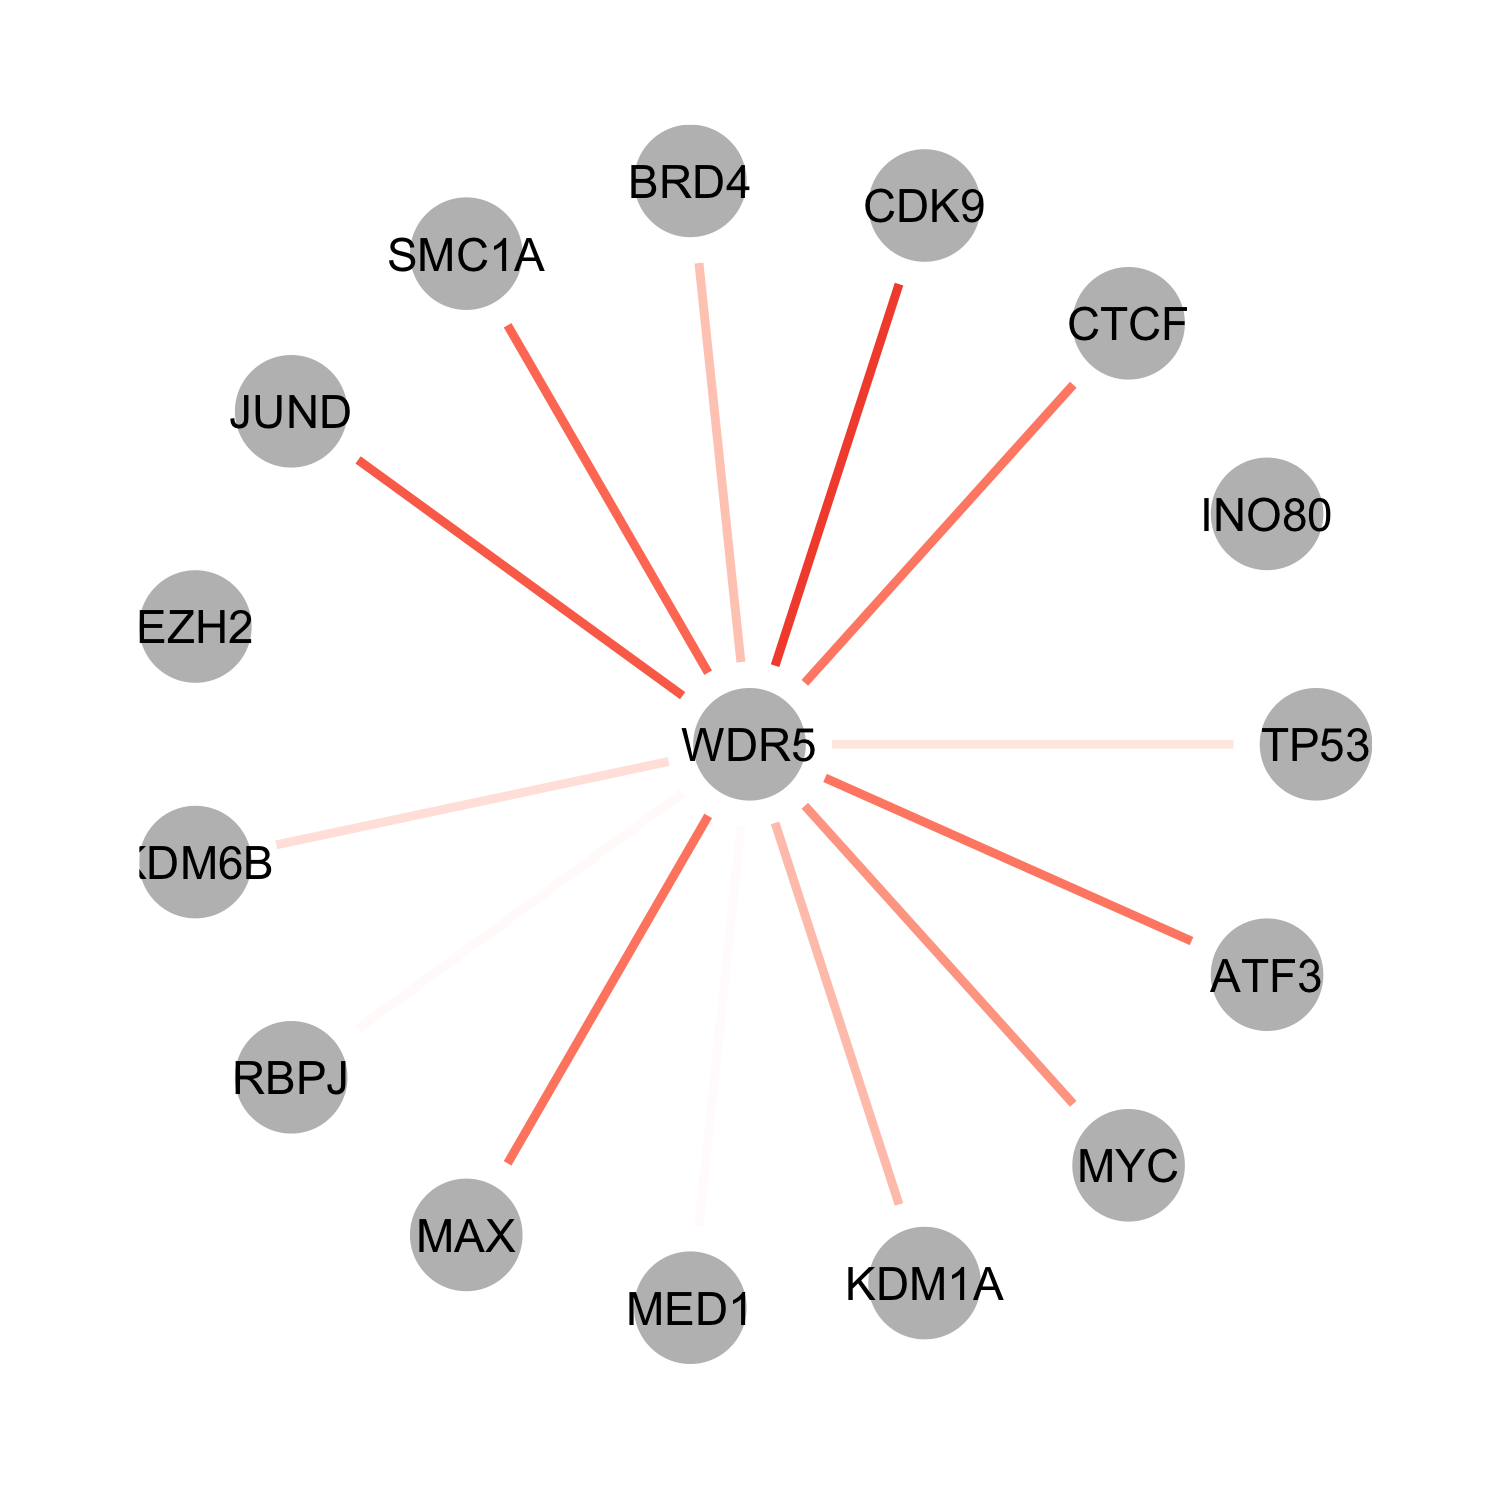 BRD4
CDK9
SMC1A
CTCF
JUND
INO80
EZH2
WDR5
TP53
KDM6B
ATF3
RBPJ
MYC
MAX
KDM1A
MED1